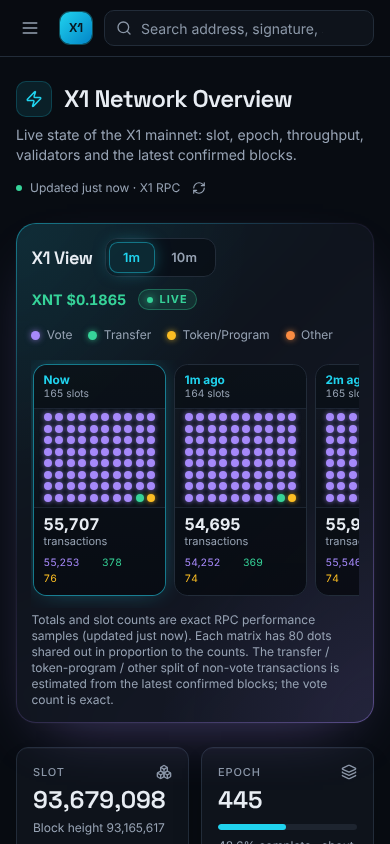 X1
Search address, signature,
X1 Network Overview
Live state of the X1 mainnet: slot, epoch, throughput,
validators and the latest confirmed blocks.
Updated just now · X1 RPC
X1 View
1m
10m
XNT $0.1865
LIVE
Vote
Transfer
Token/Program
Other
Now
165 slots
55,707
transactions
55,253 378
76
1m ago
164 slots
54,695
transactions
54,252 369
74
2m ag
165 slots
55,9
transac
55,546
74
Totals and slot counts are exact RPC performance
samples (updated just now). Each matrix has 80 dots
shared out in proportion to the counts. The transfer /
token-program / other split of non-vote transactions is
estimated from the latest confirmed blocks; the vote
count is exact.
SLOT
93,679,098
Block height 93,165,617
EPOCH
445